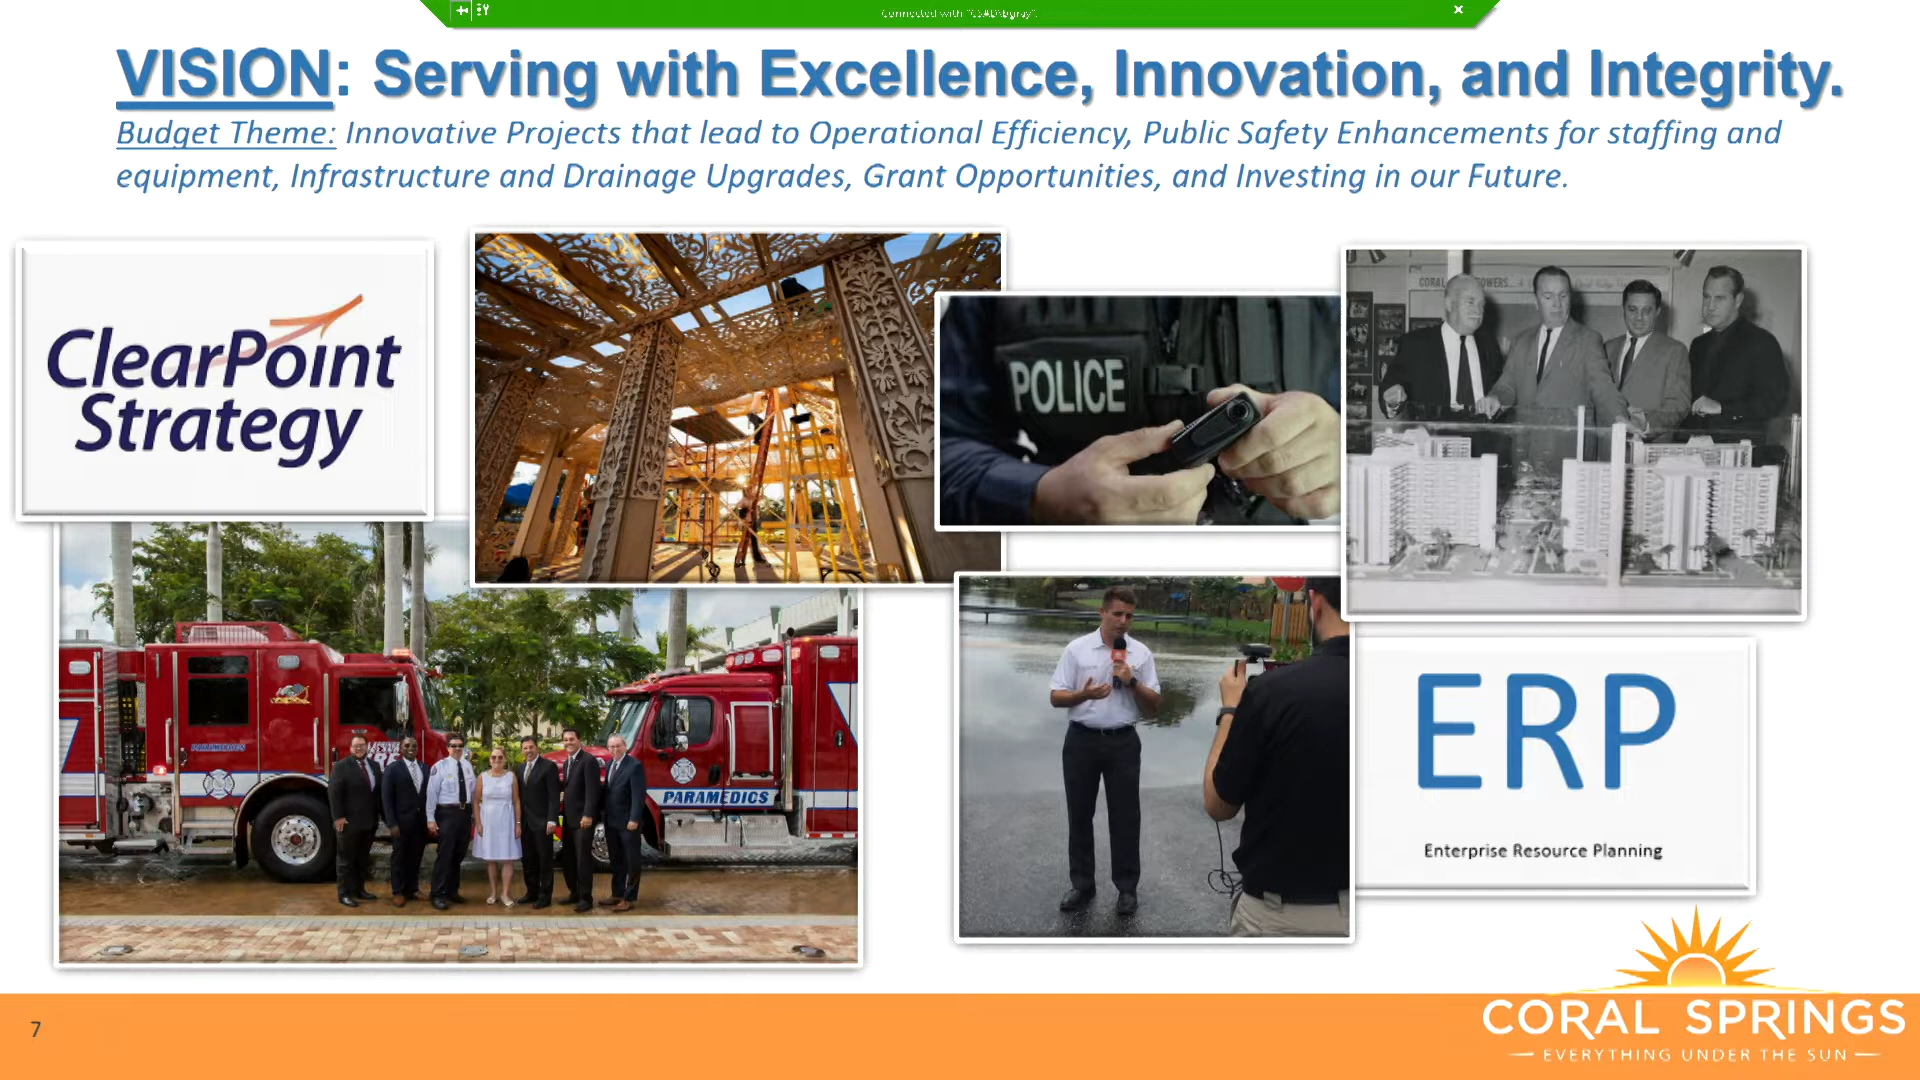 VISION: Serving with Excellence, Innovation, and Integrity.
Budget Theme: Innovative Projects that lead to Operational Efficiency, Public Safety Enhancements for staffing and
equipment, Infrastructure and Drainage Upgrades, Grant Opportunities, and Investing in our Future.
ClearPoint
Strategy
POLICE
CORAL
PARAMEDICS
PARAMEDICS
ERP
Enterprise Resource Planning
7
CORAL SPRINGS
EVERYTHING UNDER THE SUN